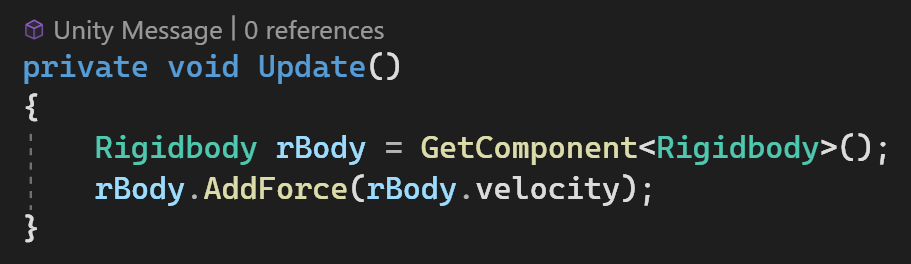 Unity Message | 0 references
private void Update()
{
    Rigidbody rBody = GetComponent<Rigidbody>();
    rBody.AddForce(rBody.velocity);
}